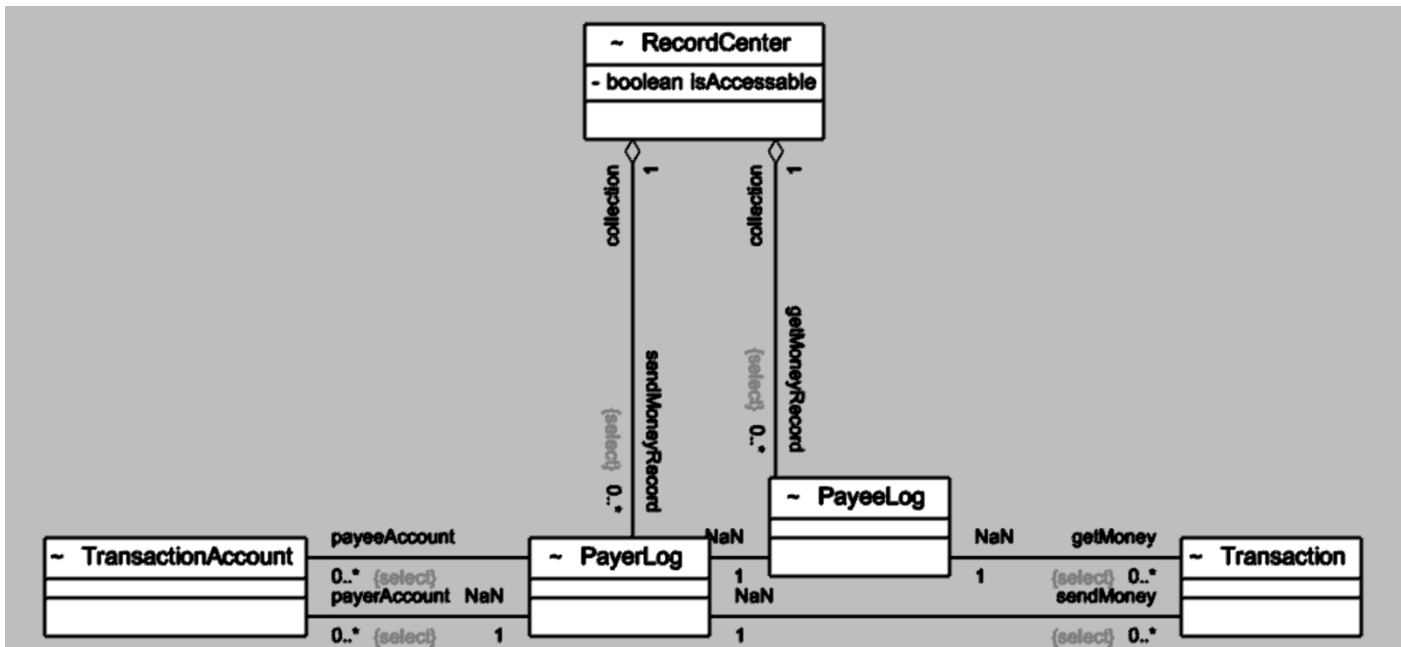 ~ RecordCenter
- boolean isAccessable
collection
1
collection
1
sendMoneyRecord
{select} 0..*
getMoneyRecord
{select} 0..*
~ PayeeLog
~ TransactionAccount
payeeAccount
0..* {select}
payerAccount NaN
0..* {select} 1
~ PayerLog
NaN
1
NaN
1
NaN getMoney
1 {select} 0..*
sendMoney
{select} 0..*
~ Transaction